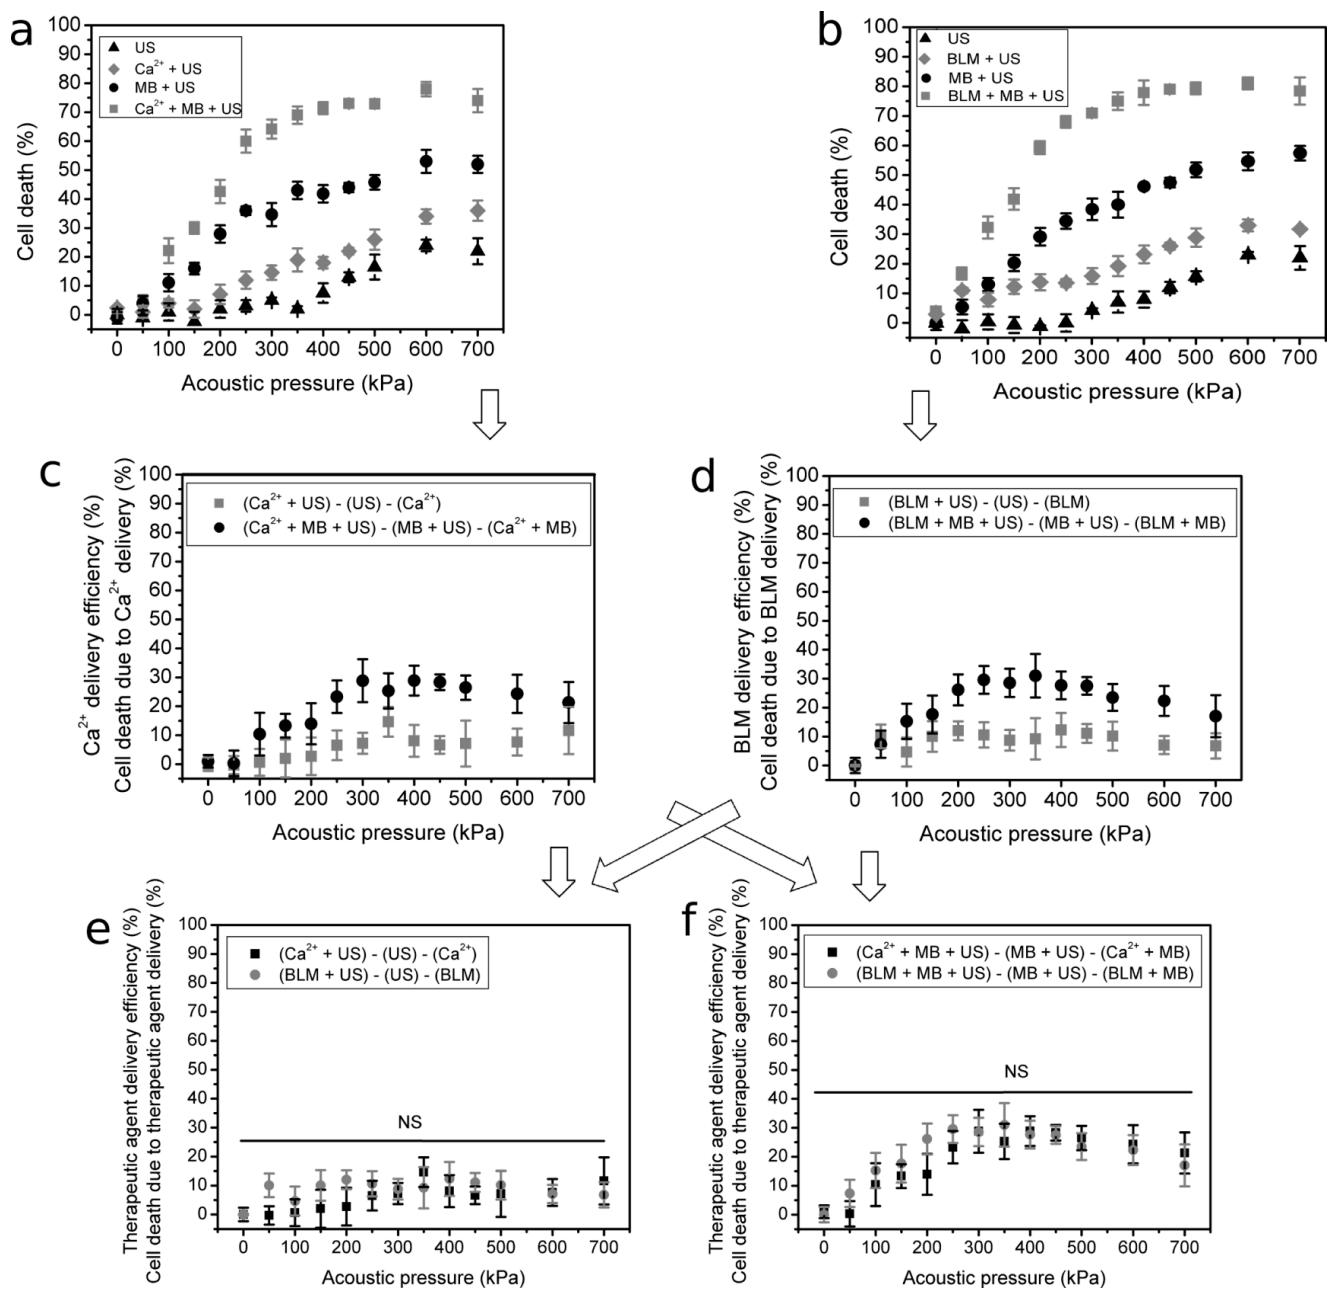 a
100
90
80
70
60
50
40
30
20
10
0
Cell death (%)
US
Ca²⁺ + US
MB + US
Ca²⁺ + MB + US
0 100 200 300 400 500 600 700
Acoustic pressure (kPa)
b
100
90
80
70
60
50
40
30
20
10
0
Cell death (%)
US
BLM + US
MB + US
BLM + MB + US
0 100 200 300 400 500 600 700
Acoustic pressure (kPa)
c
100
90
80
70
60
50
40
30
20
10
0
Ca²⁺ delivery efficiency (%)
Cell death due to Ca²⁺ delivery (%)
(Ca²⁺ + US) - (US) - (Ca²⁺)
(Ca²⁺ + MB + US) - (MB + US) - (Ca²⁺ + MB)
0 100 200 300 400 500 600 700
Acoustic pressure (kPa)
d
100
90
80
70
60
50
40
30
20
10
0
BLM delivery efficiency (%)
Cell death due to BLM delivery (%)
(BLM + US) - (US) - (BLM)
(BLM + MB + US) - (MB + US) - (BLM + MB)
0 100 200 300 400 500 600 700
Acoustic pressure (kPa)
e
100
90
80
70
60
50
40
30
20
10
0
Therapeutic agent delivery efficiency (%)
Cell death due to therapeutic agent delivery (%)
(Ca²⁺ + US) - (US) - (Ca²⁺)
(BLM + US) - (US) - (BLM)
NS
0 100 200 300 400 500 600 700
Acoustic pressure (kPa)
f
100
90
80
70
60
50
40
30
20
10
0
Therapeutic agent delivery efficiency (%)
Cell death due to therapeutic agent delivery (%)
(Ca²⁺ + MB + US) - (MB + US) - (Ca²⁺ + MB)
(BLM + MB + US) - (MB + US) - (BLM + MB)
NS
0 100 200 300 400 500 600 700
Acoustic pressure (kPa)